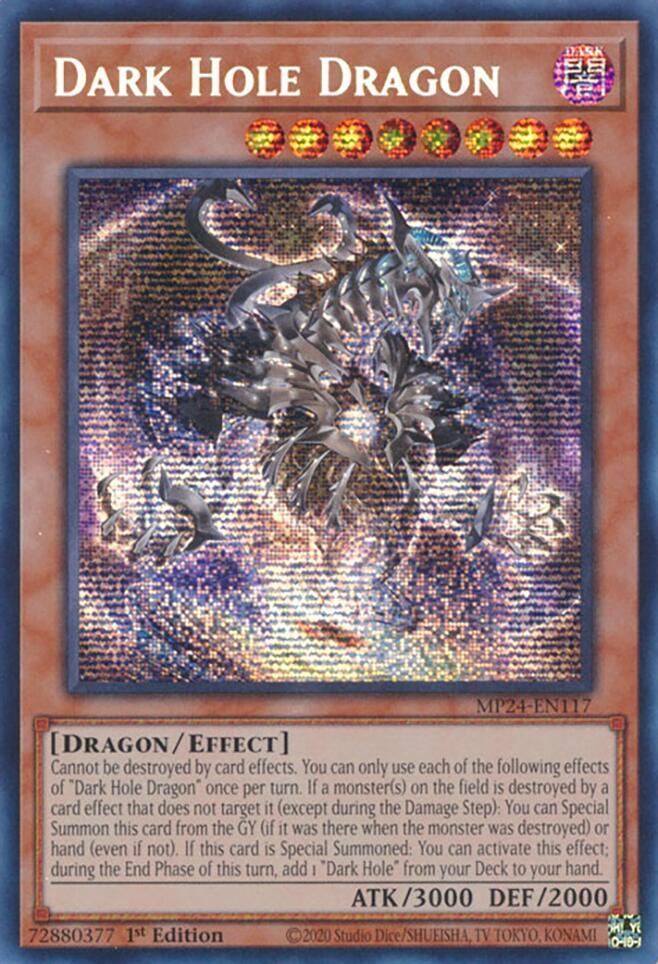 DARK HOLE DRAGON
DARK
闇
MP24-EN117
[DRAGON/EFFECT]
Cannot be destroyed by card effects. You can only use each of the following effects
of "Dark Hole Dragon" once per turn. If a monster(s) on the field is destroyed by a
card effect that does not target it (except during the Damage Step): You can Special
Summon this card from the GY (if it was there when the monster was destroyed) or
hand (even if not). If this card is Special Summoned: You can activate this effect;
during the End Phase of this turn, add 1 "Dark Hole" from your Deck to your hand.
ATK/3000 DEF/2000
72880377 1st Edition ©2020 Studio Dice/SHUEISHA, TV TOKYO, KONAMI